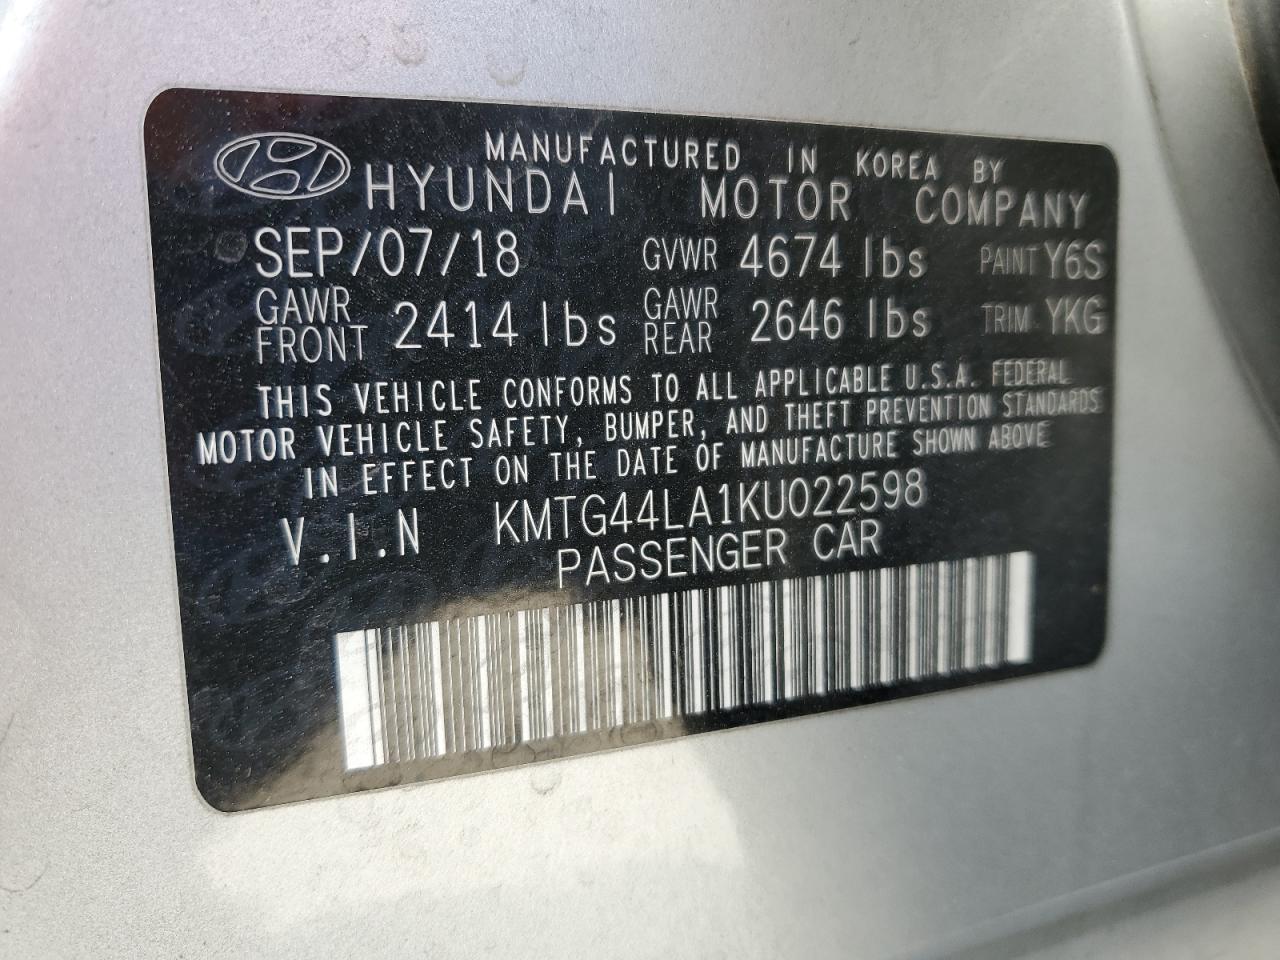 MANUFACTURED IN KOREA BY
HYUNDAI MOTOR COMPANY
SEP/07/18 GVWR 4674 lbs PAINT Y6S
GAWR FRONT 2414 lbs GAWR REAR 2646 lbs TRIM YKG
THIS VEHICLE CONFORMS TO ALL APPLICABLE U.S.A. FEDERAL
MOTOR VEHICLE SAFETY, BUMPER, AND THEFT PREVENTION STANDARDS
IN EFFECT ON THE DATE OF MANUFACTURE SHOWN ABOVE
V.I.N KMTG44LA1KU022598
PASSENGER CAR